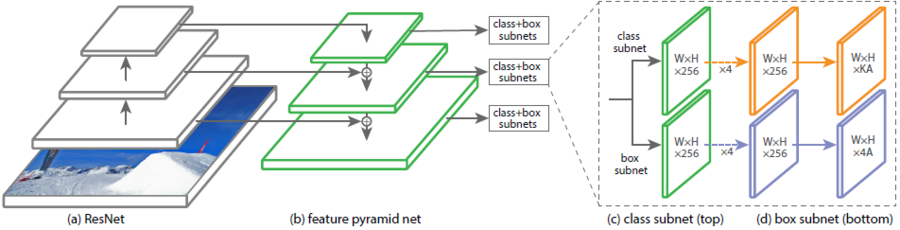 class+box
subnets
class+box
subnets
class+box
subnets
class
subnet
box
subnet
W×H
×256
×4
W×H
×256
W×H
×KA
W×H
×256
×4
W×H
×256
W×H
×4A
(a) ResNet
(b) feature pyramid net
(c) class subnet (top)
(d) box subnet (bottom)